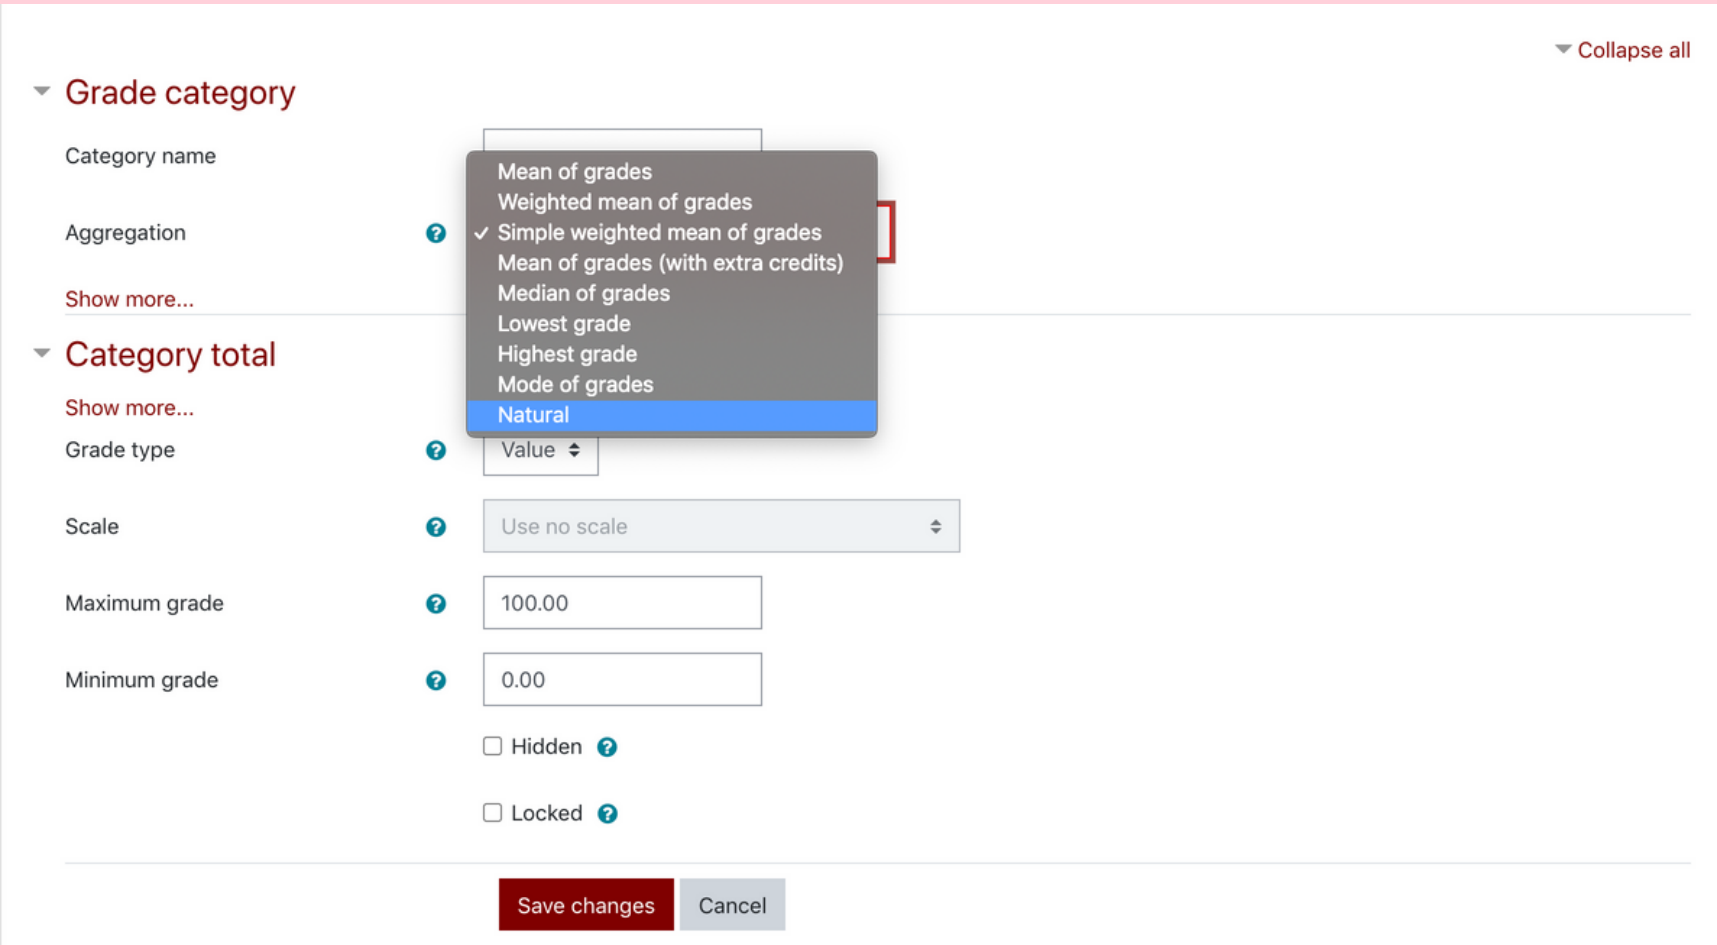 Collapse all
Grade category
Category name
Mean of grades
Weighted mean of grades
Aggregation ? ✓ Simple weighted mean of grades
Mean of grades (with extra credits)
Median of grades
Show more...
Lowest grade
Category total
Highest grade
Mode of grades
Show more...
Natural
Grade type ? Value
Scale ? Use no scale
Maximum grade ? 100.00
Minimum grade ? 0.00
Hidden ?
Locked ?
Save changes Cancel